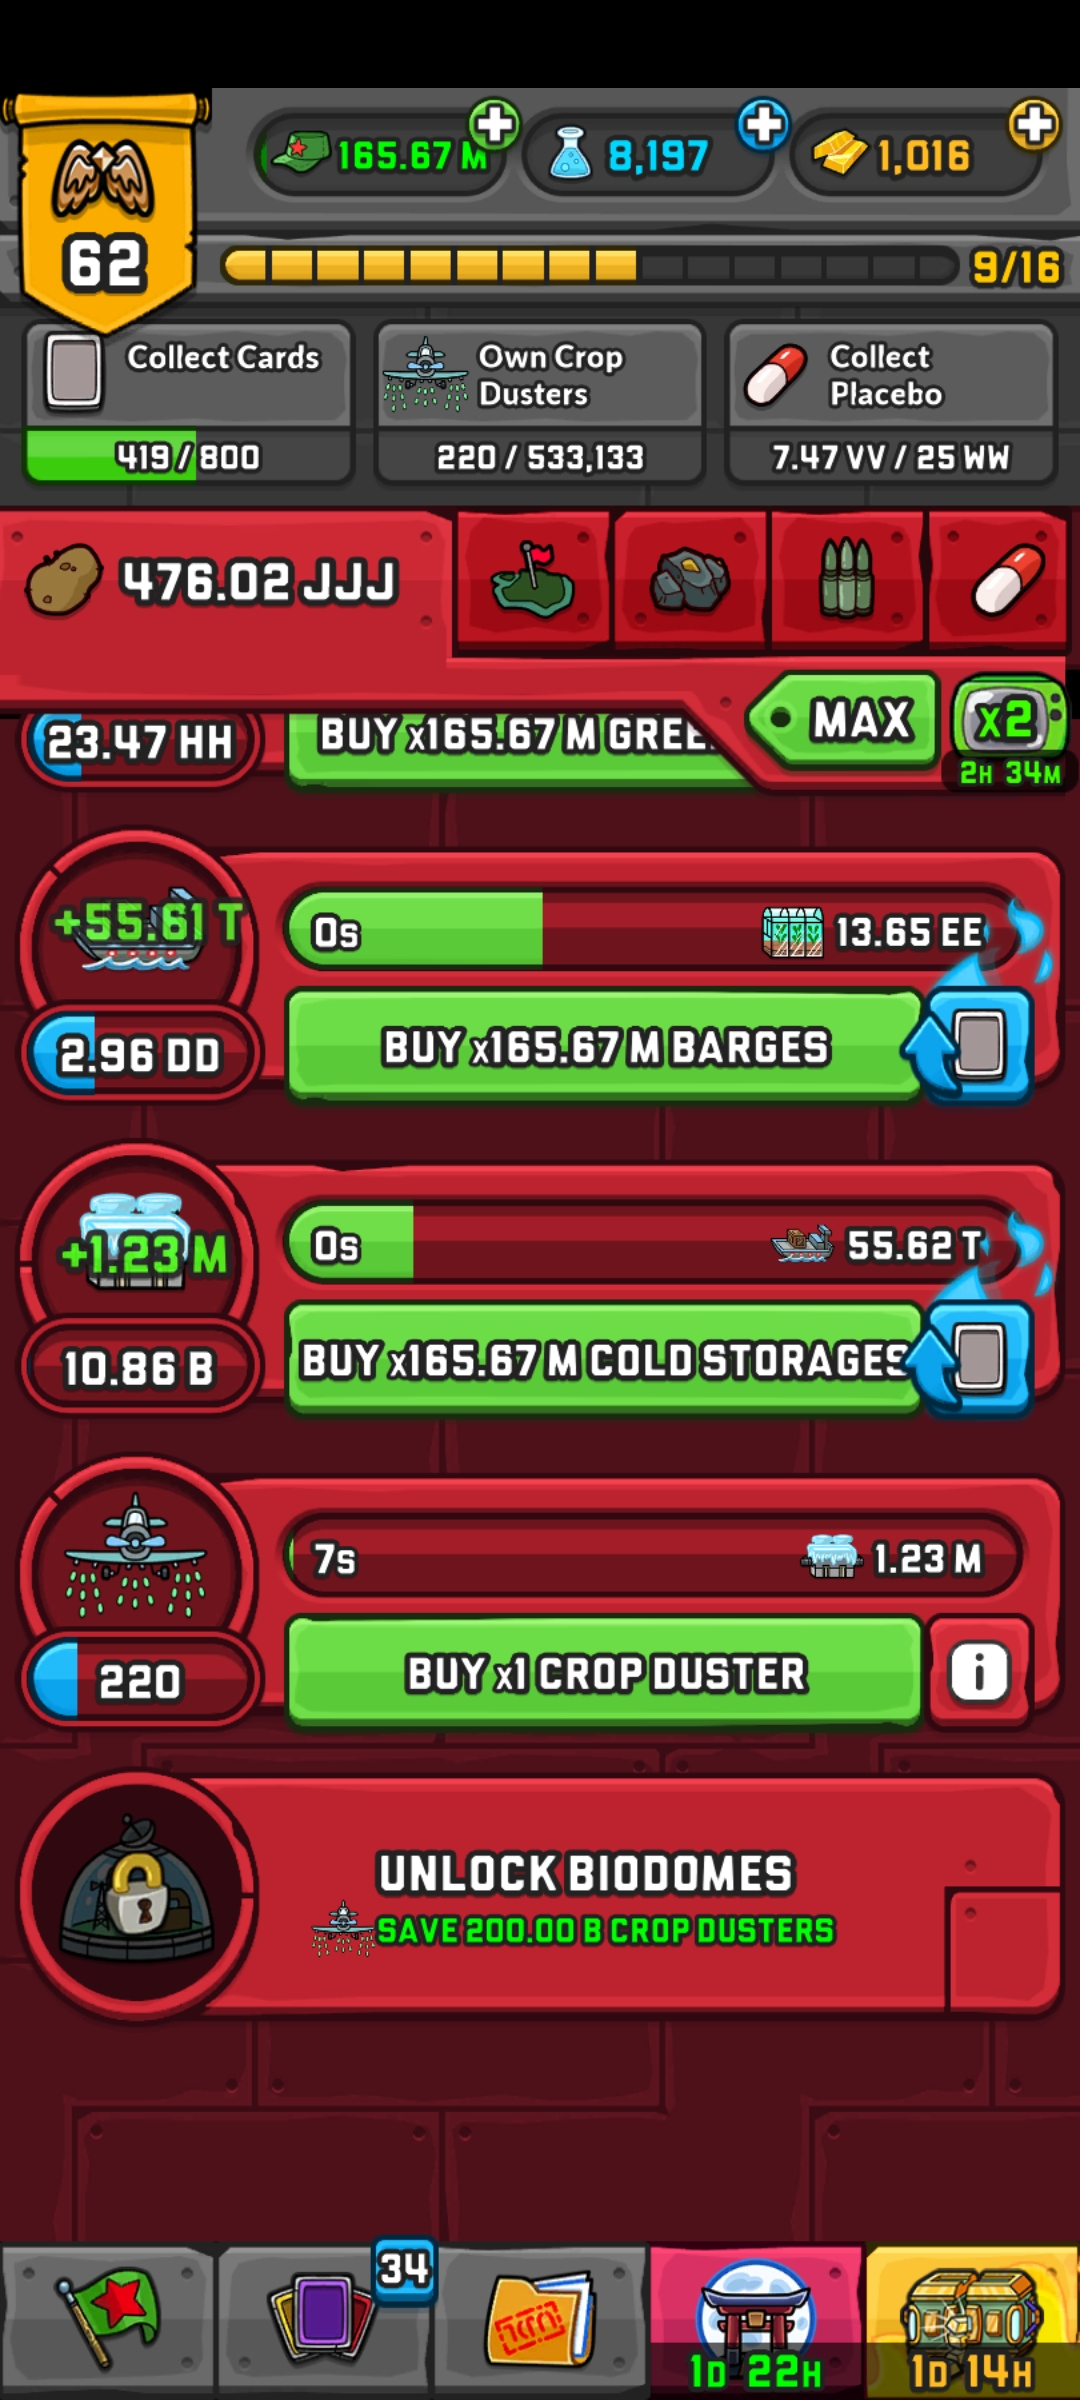 165.67 M
8,197
1,016
62
9/16
Collect Cards
419 / 800
Own Crop
Dusters
220 / 533,133
Collect
Placebo
7.47 VV / 25 WW
476.02 JJJ
MAX
x2
2H 34M
23.47 HH
BUY x165.67 M GREE
+55.61 T
0s
13.65 EE
2.96 DD
BUY x165.67 M BARGES
+1.23 M
0s
55.62 T
10.86 B
BUY x165.67 M COLD STORAGES
7s
1.23 M
220
BUY x1 CROP DUSTER
i
UNLOCK BIODOMES
SAVE 200.00 B CROP DUSTERS
34
1D 22H
1D 14H